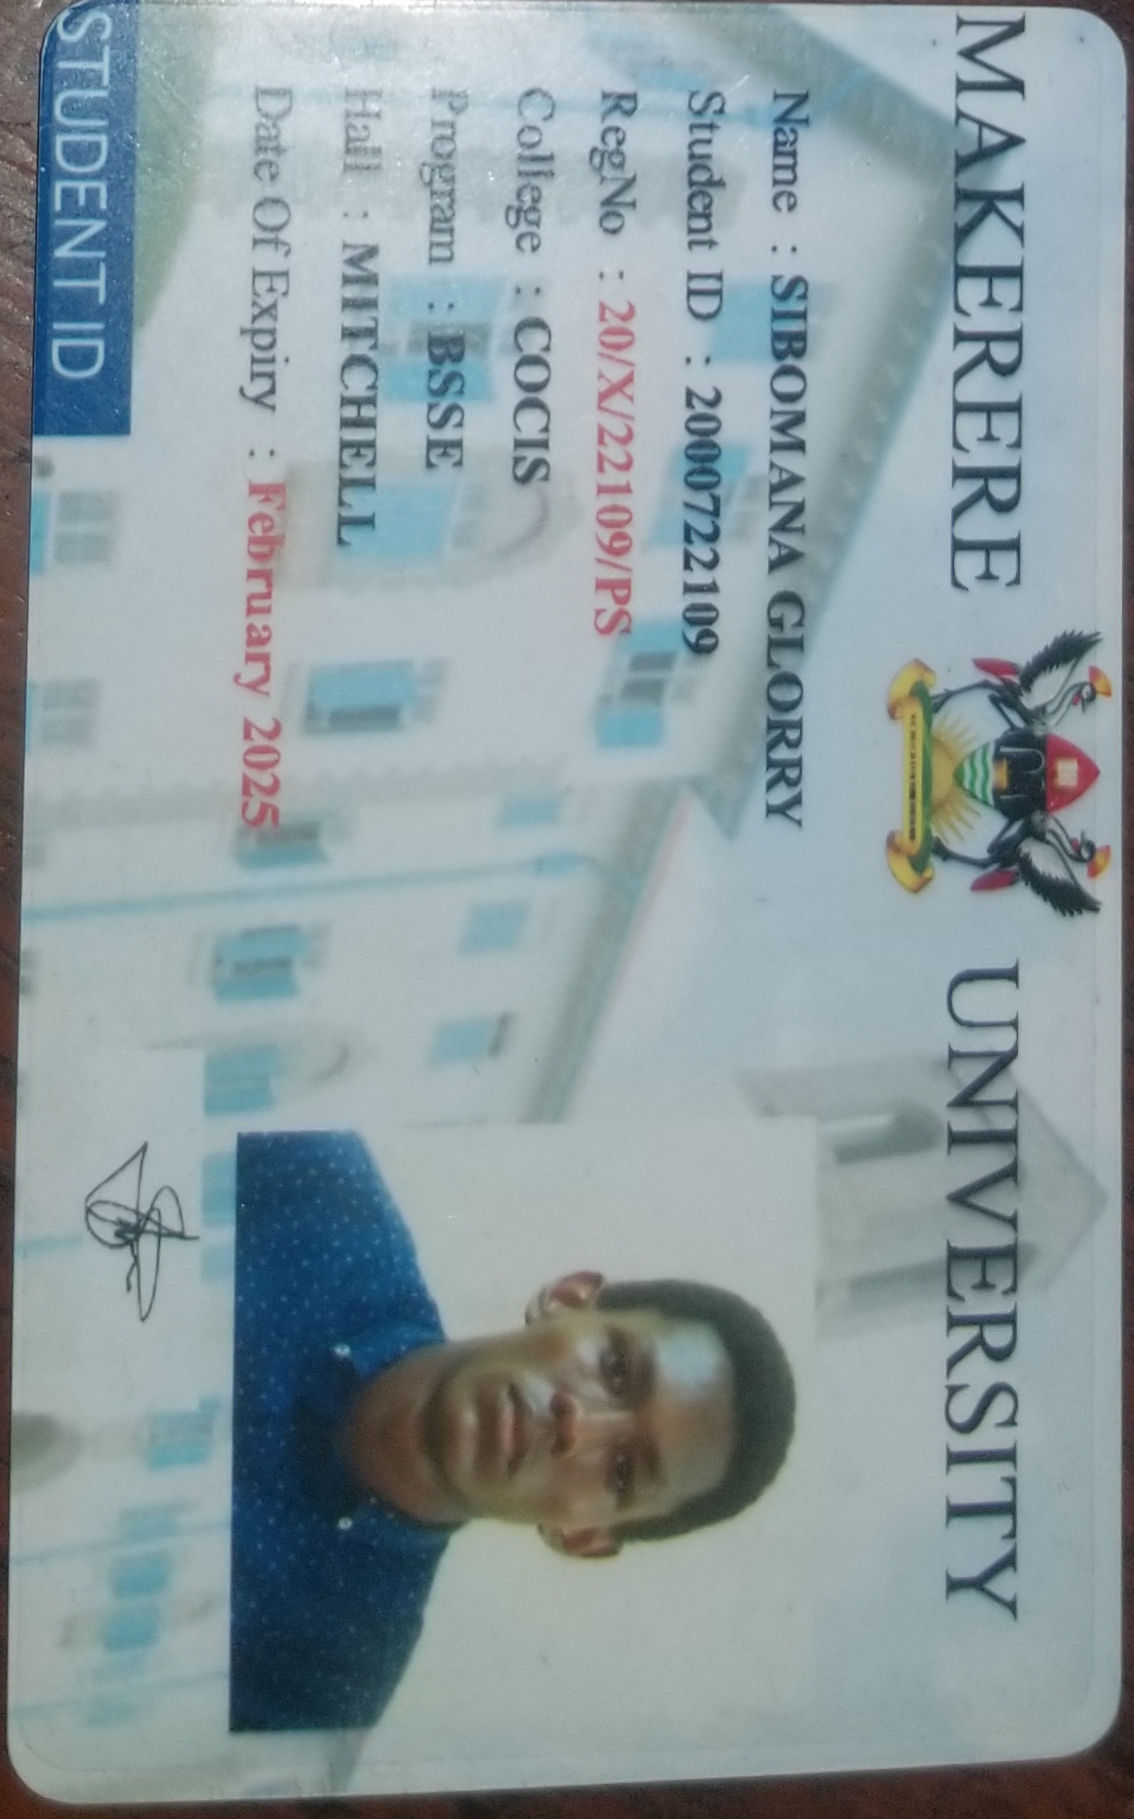 MAKERERE UNIVERSITY
Name : SIBOMANA GLORRY
Student ID : 2000722109
RegNo : 20/X/22109/PS
College : COCIS
Program : BSSE
Hall : MITCHELL
Date Of Expiry : February 2025
STUDENT ID